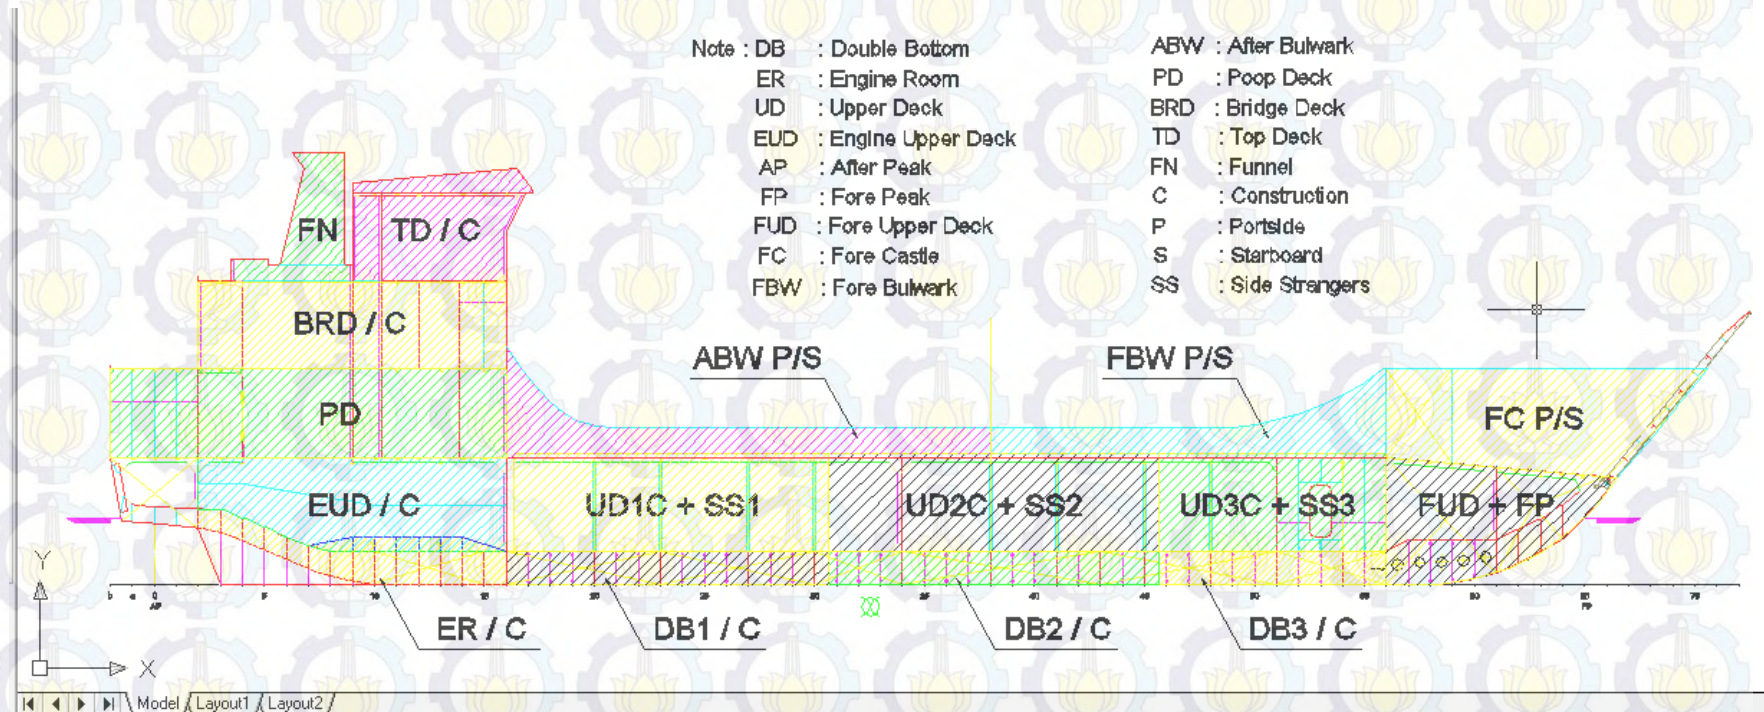 Note : DB : Double Bottom
ER : Engine Room
UD : Upper Deck
EUD : Engine Upper Deck
AP : After Peak
FP : Fore Peak
FUD : Fore Upper Deck
FC : Fore Castle
FBW : Fore Bulwark
ABW : After Bulwark
PD : Poop Deck
BRD : Bridge Deck
TD : Top Deck
FN : Funnel
C : Construction
P : Portside
S : Starboard
SS : Side Strangers
FN
TD / C
BRD / C
ABW P/S
FBW P/S
PD
FC P/S
EUD / C
UD1C + SS1
UD2C + SS2
UD3C + SS3
FUD + FP
ER / C
DB1 / C
DB2 / C
DB3 / C
Y
X
Model
Layout1
Layout2